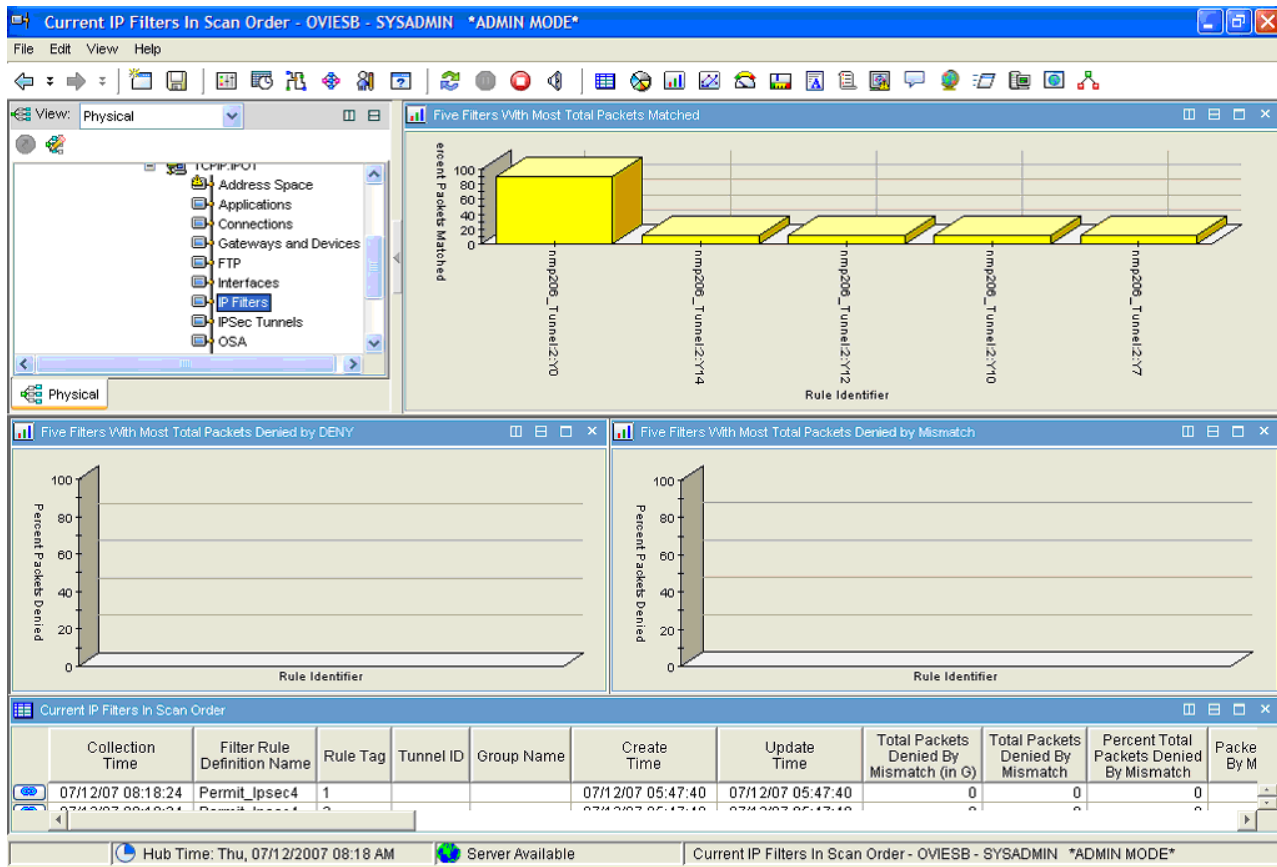 Current IP Filters In Scan Order - OVIESB - SYSADMIN *ADMIN MODE*
File Edit View Help
View: Physical
TCPIP:IPOT
Address Space
Applications
Connections
Gateways and Devices
FTP
Interfaces
IP Filters
IPSec Tunnels
OSA
Physical
Five Filters With Most Total Packets Matched
ercent Packets Matched
100
80
60
40
20
0
nmp206_Tunnel:2:Y0
nmp206_Tunnel:2:Y14
nmp206_Tunnel:2:Y12
nmp206_Tunnel:2:Y10
nmp206_Tunnel:2:Y7
Rule Identifier
Five Filters With Most Total Packets Denied by DENY
Percent Packets Denied
100
80
60
40
20
0
Rule Identifier
Five Filters With Most Total Packets Denied by Mismatch
Percent Packets Denied
100
80
60
40
20
0
Rule Identifier
Current IP Filters In Scan Order
Collection Time
Filter Rule Definition Name
Rule Tag
Tunnel ID
Group Name
Create Time
Update Time
Total Packets Denied By Mismatch (in G)
Total Packets Denied By Mismatch
Percent Total Packets Denied By Mismatch
Packe By M
07/12/07 08:18:24 Permit_Ipsec4 1 07/12/07 05:47:40 07/12/07 05:47:40 0 0 0
Hub Time: Thu, 07/12/2007 08:18 AM
Server Available
Current IP Filters In Scan Order - OVIESB - SYSADMIN *ADMIN MODE*